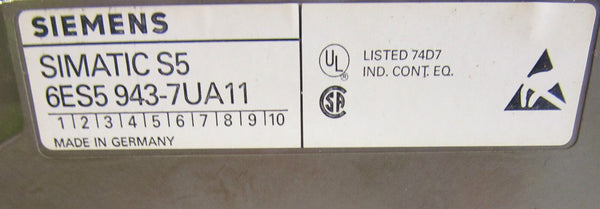 SIEMENS
SIMATIC S5
6ES5 943-7UA11
1|2|3|4|5|6|7|8|9|10
MADE IN GERMANY
UL
LISTED 74D7
IND. CONT. EQ.
SA